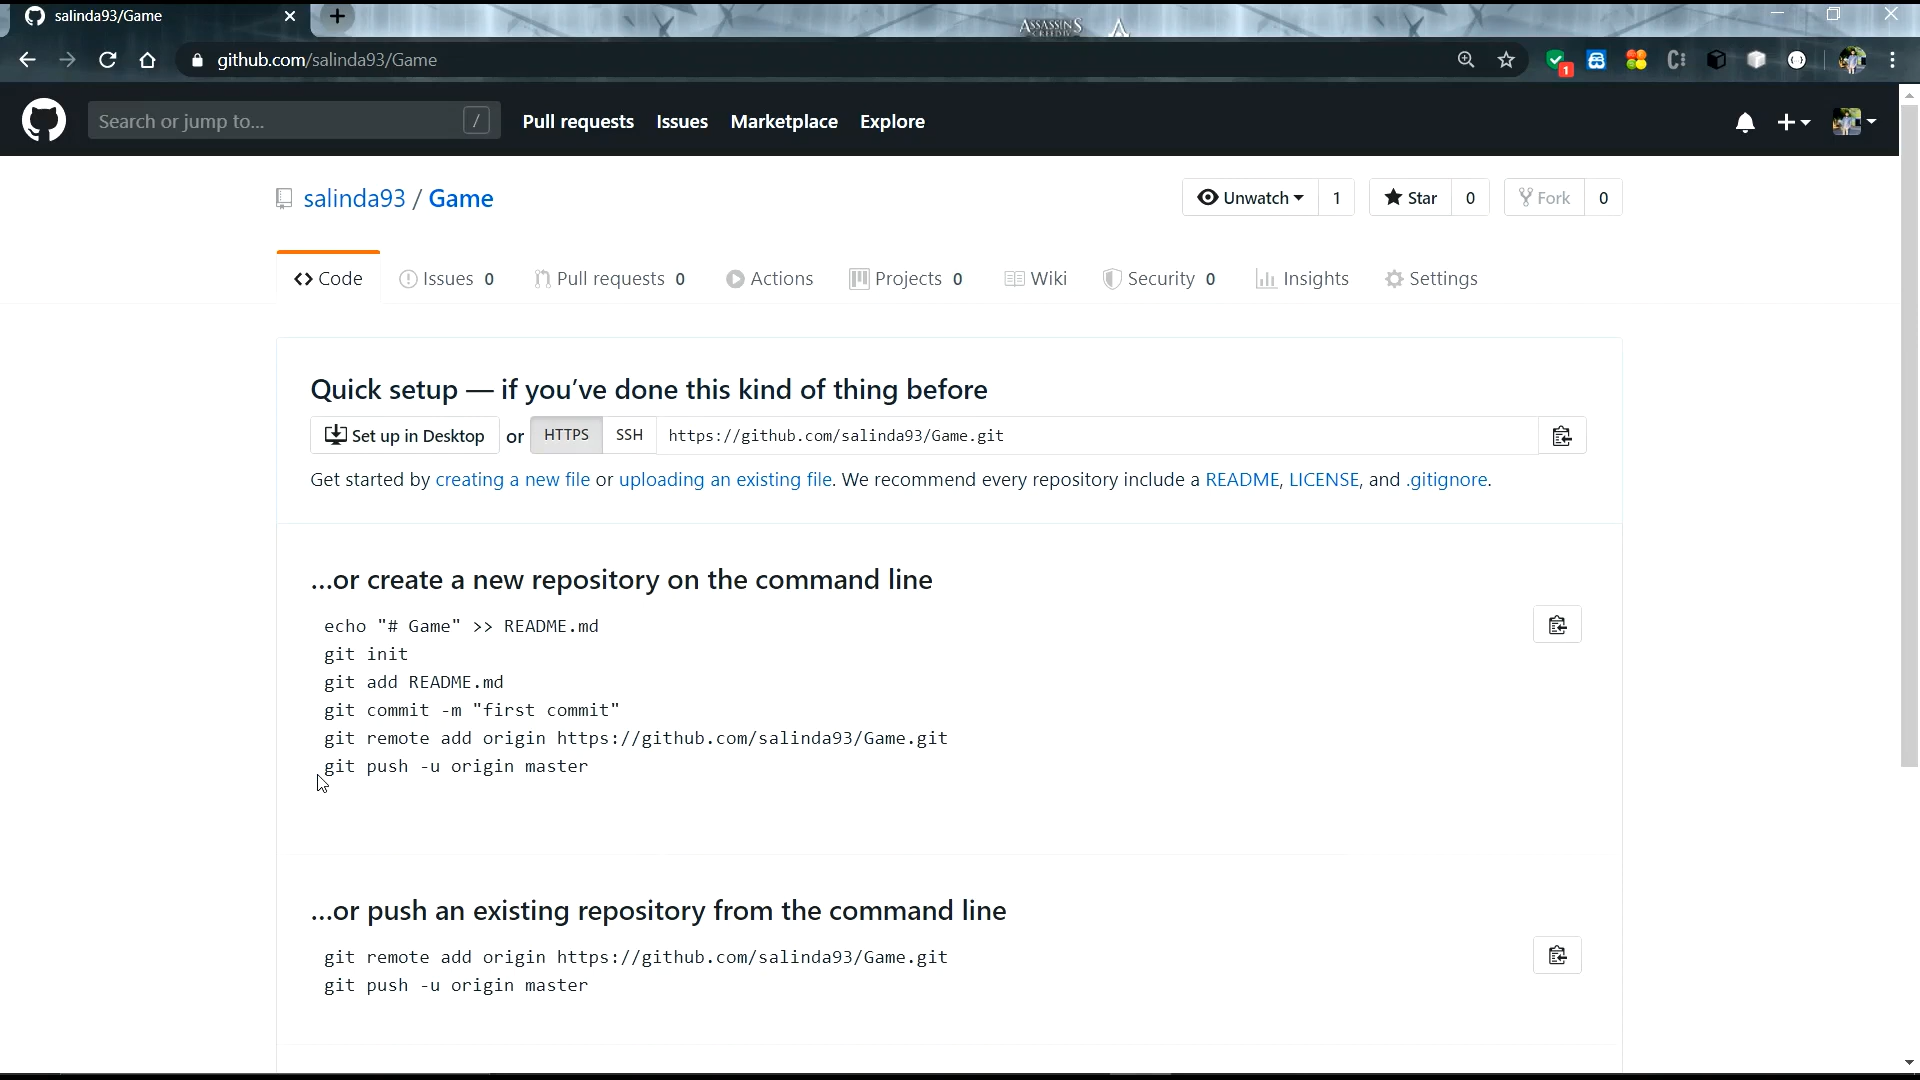 salinda93/Game
ASSASSIN'S
CREED IV
github.com/salinda93/Game
1
Search or jump to...
/
Pull requests
Issues
Marketplace
Explore
salinda93 / Game
Unwatch
1
Star
0
Fork
0
Code
Issues 0
Pull requests 0
Actions
Projects 0
Wiki
Security 0
Insights
Settings
Quick setup — if you've done this kind of thing before
Set up in Desktop or HTTPS SSH https://github.com/salinda93/Game.git
Get started by creating a new file or uploading an existing file. We recommend every repository include a README, LICENSE, and .gitignore.
…or create a new repository on the command line
echo "# Game" >> README.md
git init
git add README.md
git commit -m "first commit"
git remote add origin https://github.com/salinda93/Game.git
git push -u origin master
…or push an existing repository from the command line
git remote add origin https://github.com/salinda93/Game.git
git push -u origin master